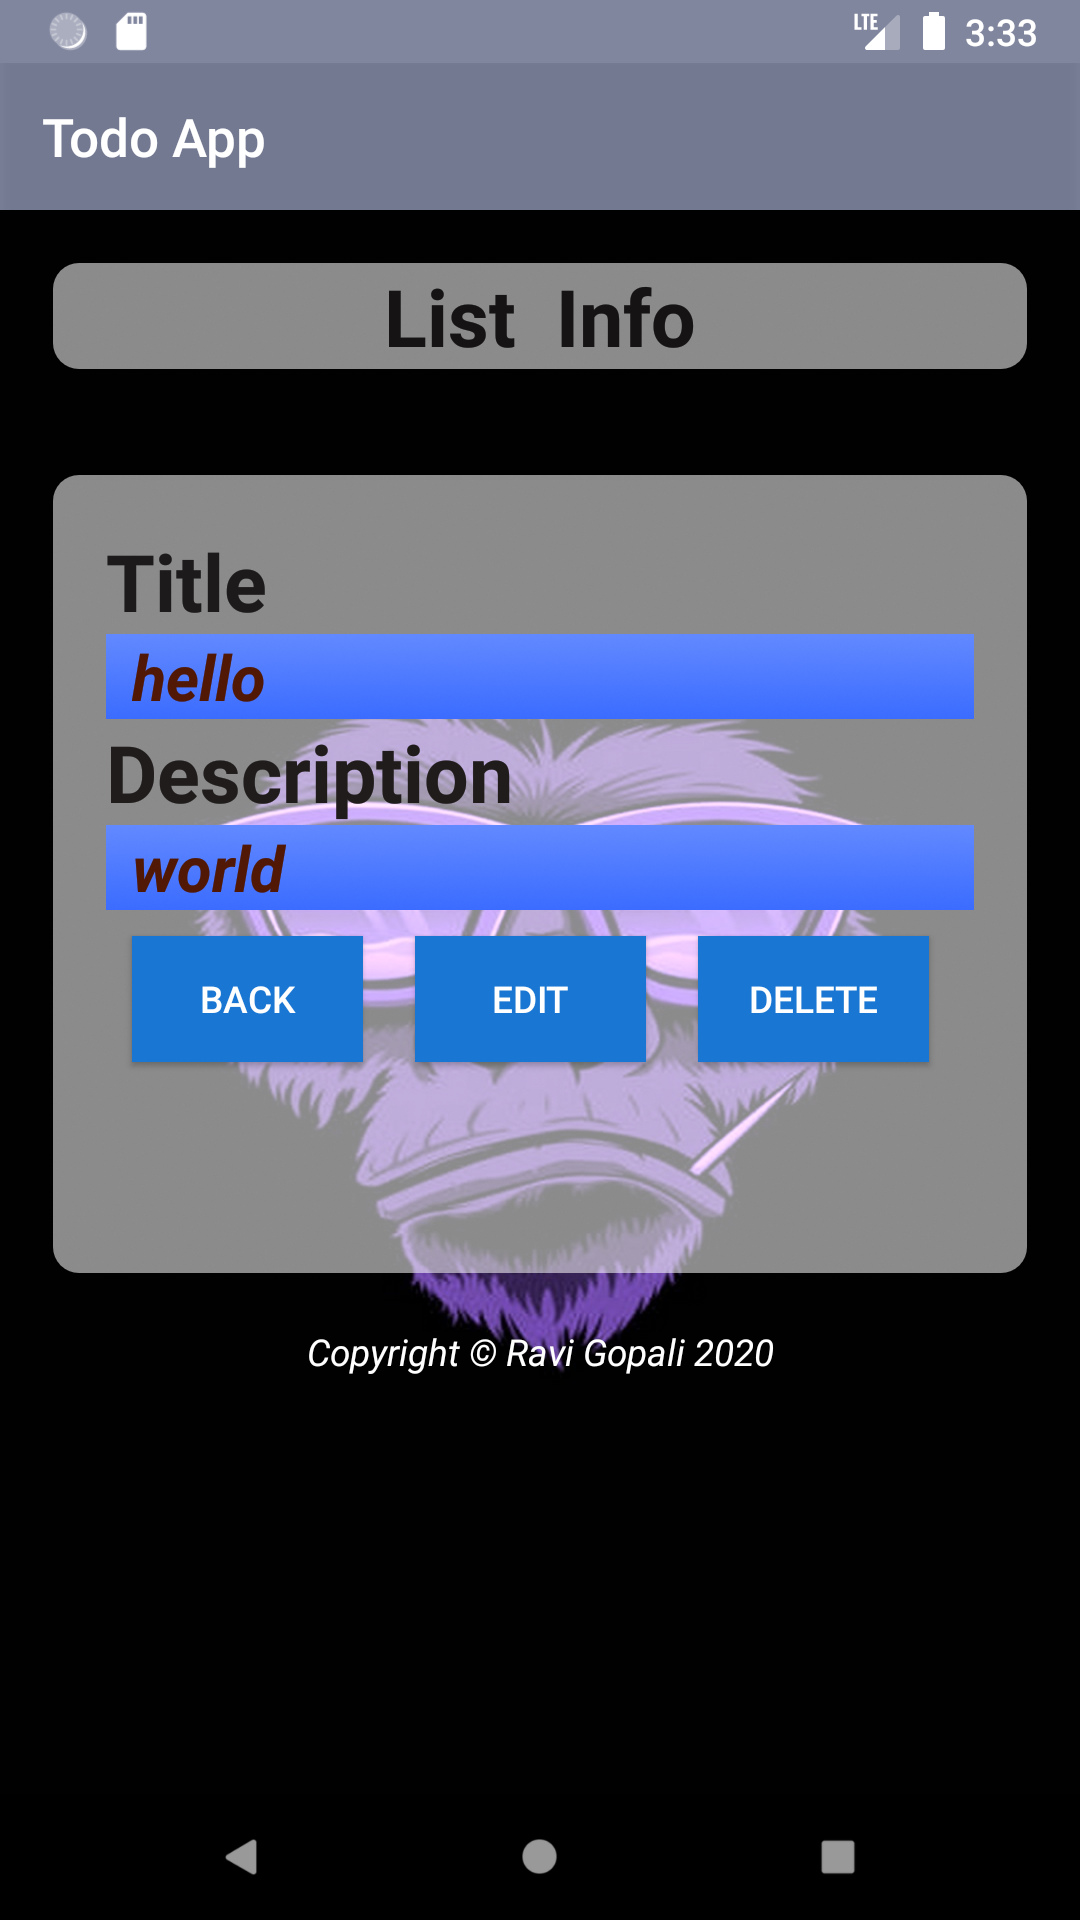 LTE 3:33
Todo App
List Info
Title
hello
Description
world
BACK EDIT DELETE
Copyright © Ravi Gopali 2020